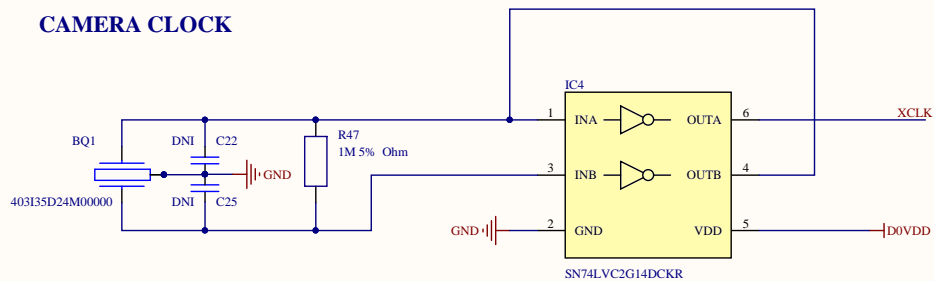 CAMERA CLOCK
IC4
1 INA OUTA 6 XCLK
BQ1 DNI C22 R47
1M 5% Ohm
GND
3 INB OUTB 4
403I35D24M00000 DNI C25
GND 2 GND VDD 5 D0VDD
SN74LVC2G14DCKR